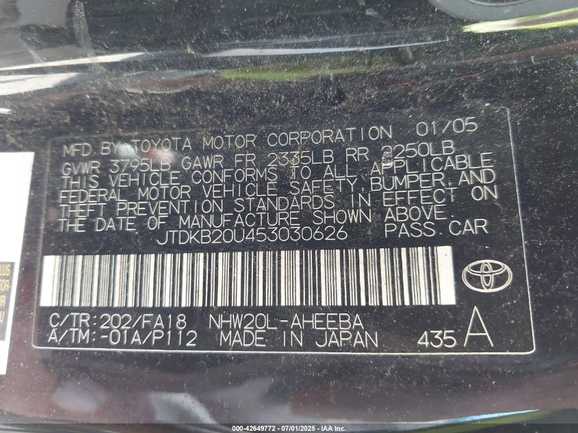 MFD.BY:TOYOTA MOTOR CORPORATION 01/05
GVWR 3795LB GAWR FR 2335LB RR 2250LB
THIS VEHICLE CONFORMS TO ALL APPLICABLE
FEDERAL MOTOR VEHICLE SAFETY, BUMPER, AND
THEFT PREVENTION STANDARDS IN EFFECT ON
THE DATE OF MANUFACTURE SHOWN ABOVE.
JTDKB20U453030626 PASS.CAR
C/TR:202/FA18 NHW20L-AHEEBA
A/TM:-01A/P112 MADE IN JAPAN 435 A
000-42649772 - 07/01/2025 - © IAA Inc.